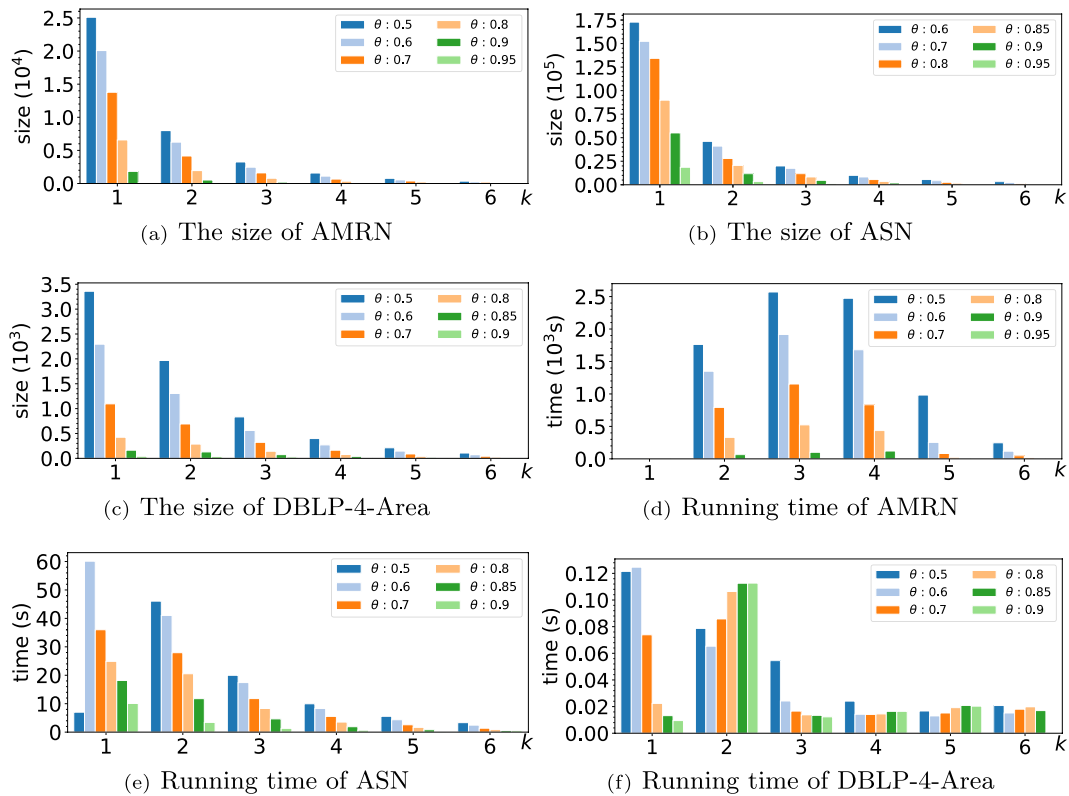 size (10^4)
2.5
2.0
1.5
1.0
0.5
0.0
θ : 0.5
θ : 0.6
θ : 0.7
θ : 0.8
θ : 0.9
θ : 0.95
1 2 3 4 5 6 k
(a) The size of AMRN
size (10^5)
1.75
1.50
1.25
1.00
0.75
0.50
0.25
0.00
θ : 0.6
θ : 0.7
θ : 0.8
θ : 0.85
θ : 0.9
θ : 0.95
1 2 3 4 5 6 k
(b) The size of ASN
size (10^3)
3.5
3.0
2.5
2.0
1.5
1.0
0.5
0.0
θ : 0.5
θ : 0.6
θ : 0.7
θ : 0.8
θ : 0.85
θ : 0.9
1 2 3 4 5 6 k
(c) The size of DBLP-4-Area
time (10^3s)
2.5
2.0
1.5
1.0
0.5
0.0
θ : 0.5
θ : 0.6
θ : 0.7
θ : 0.8
θ : 0.9
θ : 0.95
1 2 3 4 5 6 k
(d) Running time of AMRN
time (s)
60
50
40
30
20
10
0
θ : 0.5
θ : 0.6
θ : 0.7
θ : 0.8
θ : 0.85
θ : 0.9
1 2 3 4 5 6 k
(e) Running time of ASN
time (s)
0.12
0.10
0.08
0.06
0.04
0.02
0.00
θ : 0.5
θ : 0.6
θ : 0.7
θ : 0.8
θ : 0.85
θ : 0.9
1 2 3 4 5 6 k
(f) Running time of DBLP-4-Area